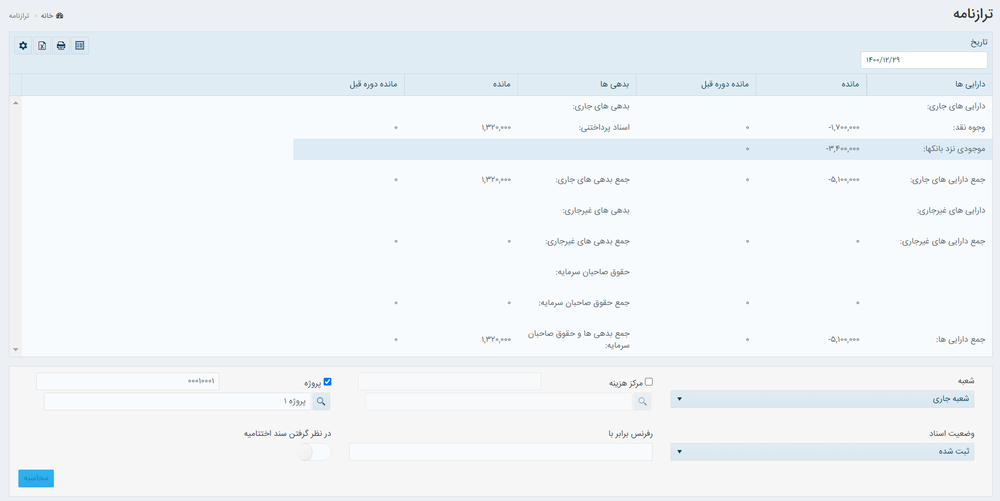 ترازنامه
خانه > ترازنامه
تاریخ
۱۴۰۰/۱۲/۲۹
دارایی ها مانده مانده دوره قبل بدهی ها مانده مانده دوره قبل
دارایی های جاری: بدهی های جاری:
وجوه نقد: -۱,۷۰۰,۰۰۰ ۰ اسناد پرداختنی: ۱,۳۲۰,۰۰۰ ۰
موجودی نزد بانکها: -۳,۴۰۰,۰۰۰ ۰
جمع دارایی های جاری: -۵,۱۰۰,۰۰۰ ۰ جمع بدهی های جاری: ۱,۳۲۰,۰۰۰ ۰
دارایی های غیرجاری: بدهی های غیرجاری:
جمع دارایی های غیرجاری: ۰ ۰ جمع بدهی های غیرجاری: ۰ ۰
حقوق صاحبان سرمایه:
۰ ۰ جمع حقوق صاحبان سرمایه: ۰ ۰
جمع دارایی ها: -۵,۱۰۰,۰۰۰ ۰ جمع بدهی ها و حقوق صاحبان سرمایه: ۱,۳۲۰,۰۰۰ ۰
شعبه مرکز هزینه پروژه ۰۰۰۱۰۰۰۱
شعبه جاری پروژه ۱
وضعیت اسناد رفرنس برابر با در نظر گرفتن سند اختتامیه
ثبت شده
محاسبه